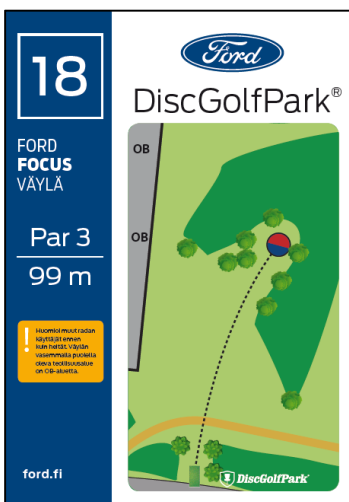 18
FORD
FOCUS
VÄYLÄ
Par 3
99 m
!
Huomioi muut radan
käyttäjät ennen
kuin heität. Väylän
vasemmalla puolella
oleva teollisuusalue
on OB-aluetta.
ford.fi
Ford
DiscGolfPark®
OB
OB
DiscGolfPark®